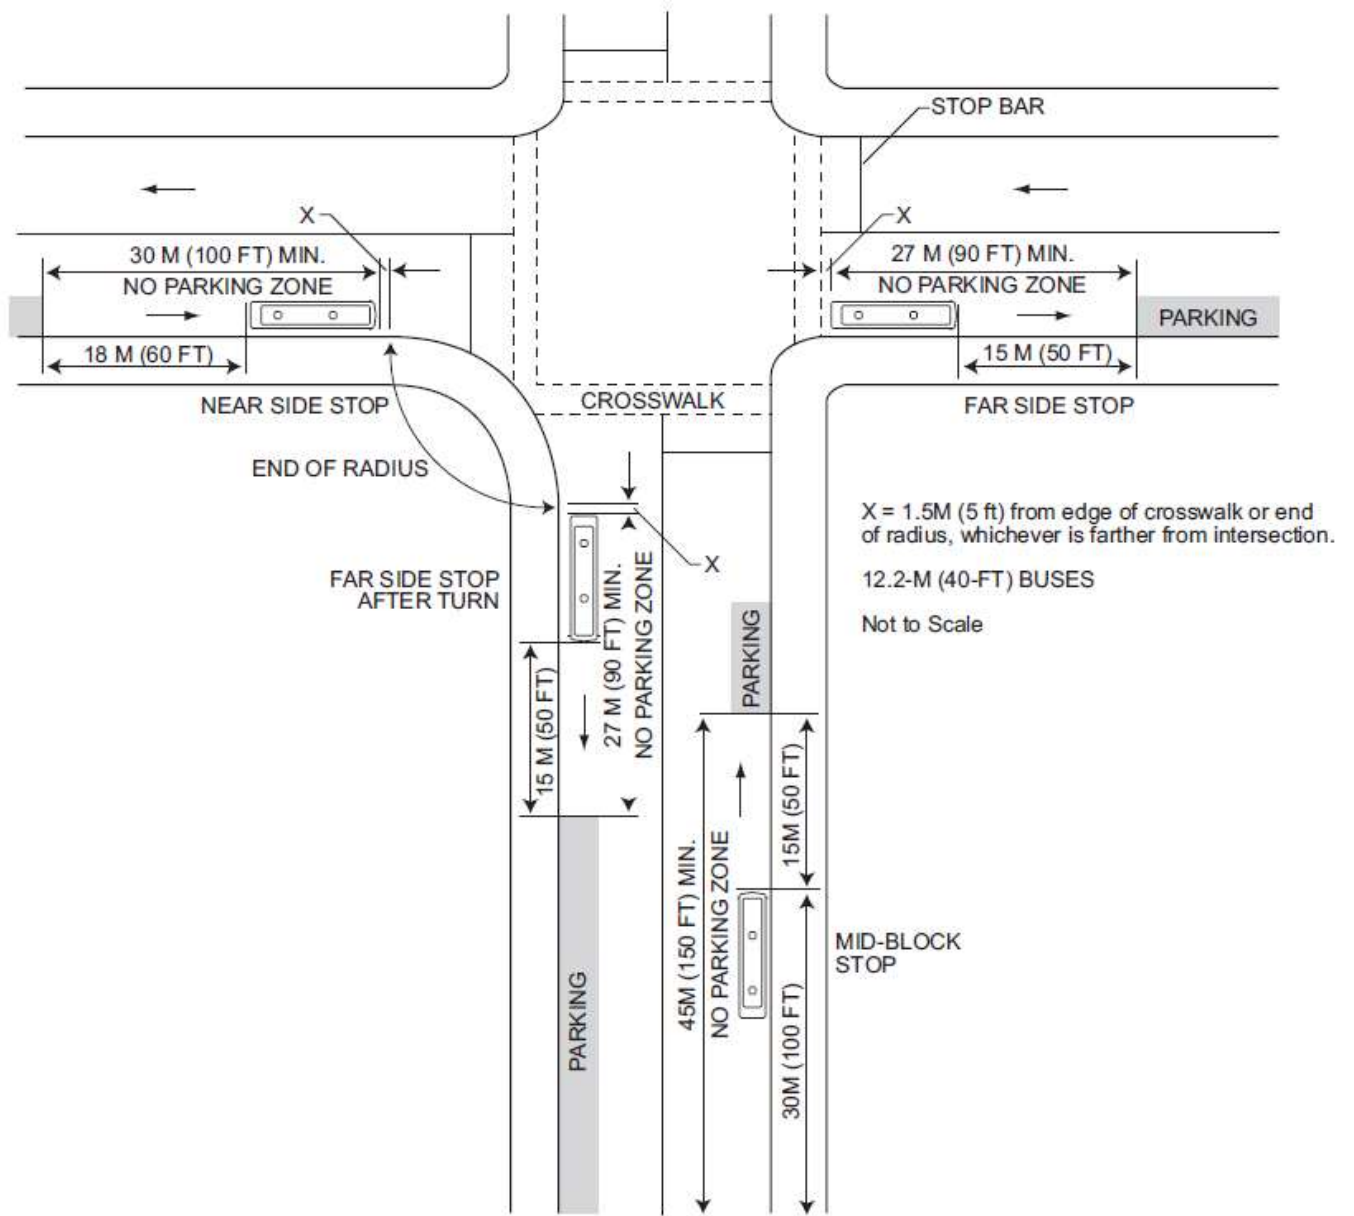 STOP BAR
X
X
30 M (100 FT) MIN.
NO PARKING ZONE
27 M (90 FT) MIN.
NO PARKING ZONE
PARKING
18 M (60 FT)
15 M (50 FT)
NEAR SIDE STOP
CROSSWALK
FAR SIDE STOP
END OF RADIUS
X = 1.5M (5 ft) from edge of crosswalk or end
of radius, whichever is farther from intersection.
12.2-M (40-FT) BUSES
Not to Scale
X
FAR SIDE STOP
AFTER TURN
27 M (90 FT) MIN.
NO PARKING ZONE
15 M (50 FT)
PARKING
PARKING
15M (50 FT)
45M (150 FT) MIN.
NO PARKING ZONE
MID-BLOCK
STOP
30M (100 FT)